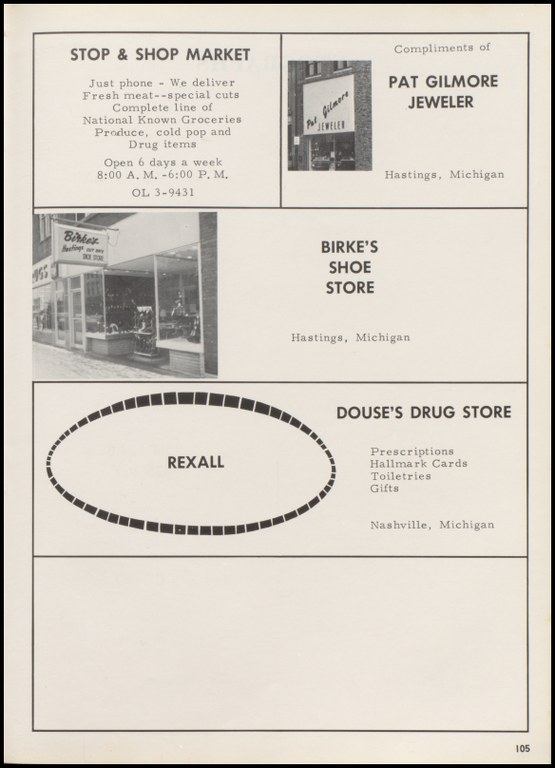 STOP & SHOP MARKET
Just phone - We deliver
Fresh meat--special cuts
Complete line of
National Known Groceries
Produce, cold pop and
Drug items
Open 6 days a week
8:00 A. M. -6:00 P. M.
OL 3-9431
Compliments of
PAT GILMORE
JEWELER
Pat Gilmore
JEWELER
Hastings, Michigan
Birke's
Hastings
SHOE STORE
BIRKE'S
SHOE
STORE
Hastings, Michigan
REXALL
DOUSE'S DRUG STORE
Prescriptions
Hallmark Cards
Toiletries
Gifts
Nashville, Michigan
105